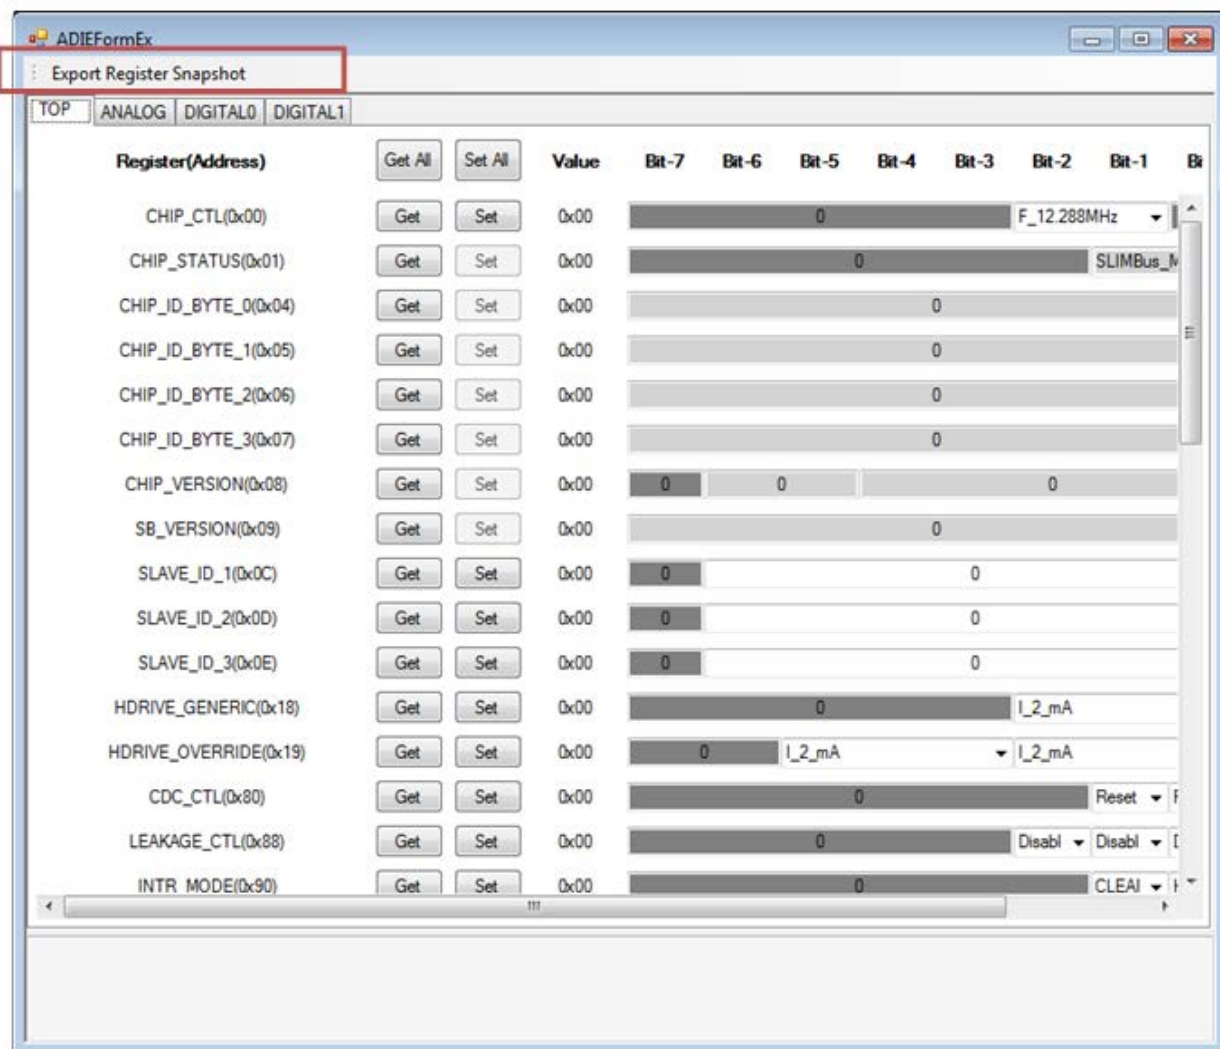 ADIEFormEx
Export Register Snapshot
TOP ANALOG DIGITAL0 DIGITAL1
Register(Address) Get All Set All Value Bit-7 Bit-6 Bit-5 Bit-4 Bit-3 Bit-2 Bit-1 Bi
CHIP_CTL(0x00) Get Set 0x00 0 F_12.288MHz
CHIP_STATUS(0x01) Get Set 0x00 0 SLIMBus_M
CHIP_ID_BYTE_0(0x04) Get Set 0x00 0
CHIP_ID_BYTE_1(0x05) Get Set 0x00 0
CHIP_ID_BYTE_2(0x06) Get Set 0x00 0
CHIP_ID_BYTE_3(0x07) Get Set 0x00 0
CHIP_VERSION(0x08) Get Set 0x00 0 0 0
SB_VERSION(0x09) Get Set 0x00 0
SLAVE_ID_1(0x0C) Get Set 0x00 0 0
SLAVE_ID_2(0x0D) Get Set 0x00 0 0
SLAVE_ID_3(0x0E) Get Set 0x00 0 0
HDRIVE_GENERIC(0x18) Get Set 0x00 0 I_2_mA
HDRIVE_OVERRIDE(0x19) Get Set 0x00 0 I_2_mA I_2_mA
CDC_CTL(0x80) Get Set 0x00 0 Reset
LEAKAGE_CTL(0x88) Get Set 0x00 0 Disabl Disabl
INTR_MODE(0x90) Get Set 0x00 0 CLEA